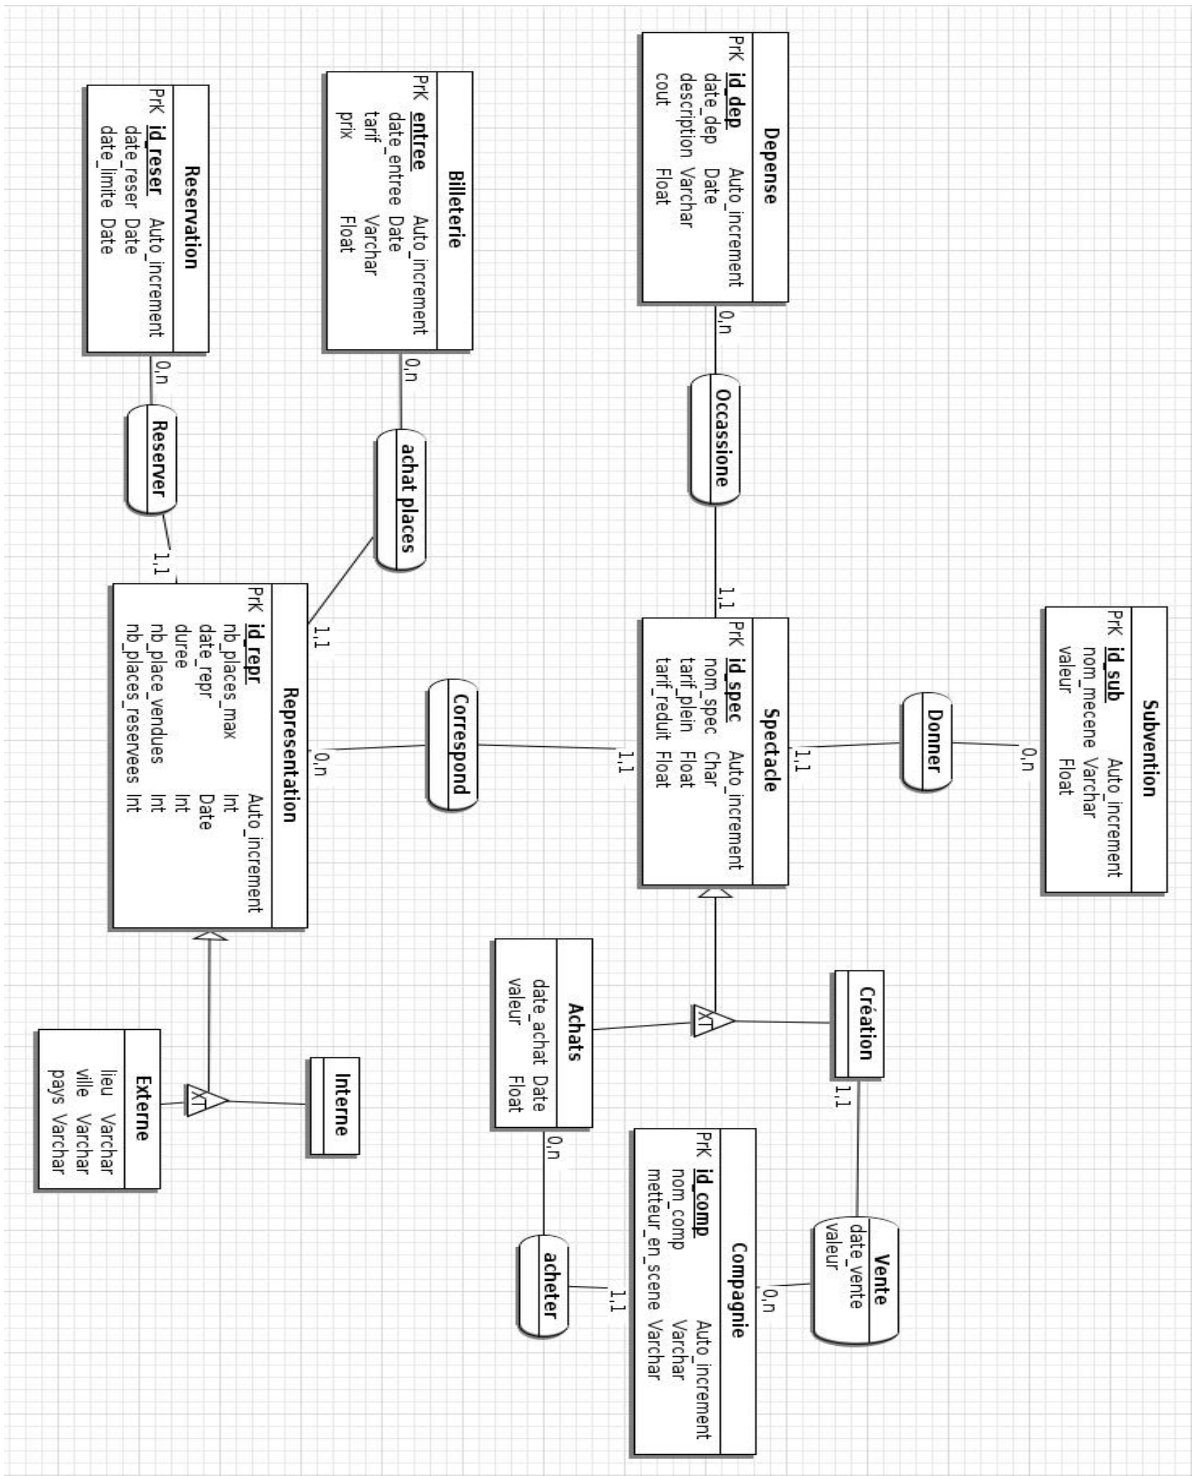 Subvention
PrK id_sub Auto_increment
nom_mecene Varchar
valeur Float
Donner
0,n
1,1
Depense
PrK id_dep Auto_increment
date_dep Date
description Varchar
cout Float
0,n
Occassione
1,1
Spectacle
PrK id_spec Auto_increment
nom_spec Char
tarif_plein Float
tarif_reduit Float
XT
Création
1,1
Vente
date_vente
valeur
0,n
Compagnie
PrK id_comp Auto_increment
nom_comp Varchar
metteur_en_scene Varchar
1,1
acheter
0,n
Achats
date_achat Date
valeur Float
1,1
Correspond
0,n
Billeterie
PrK entree Auto_increment
date_entree Date
tarif Varchar
prix Float
0,n
achat places
1,1
Reservation
PrK id_reser Auto_increment
date_reser Date
date_limite Date
0,n
Reserver
1,1
Representation
PrK id_repr Auto_increment
nb_places_max Int
date_repr Date
duree Int
nb_place_vendues Int
nb_places_reservees Int
XT
Interne
Externe
lieu Varchar
ville Varchar
pays Varchar